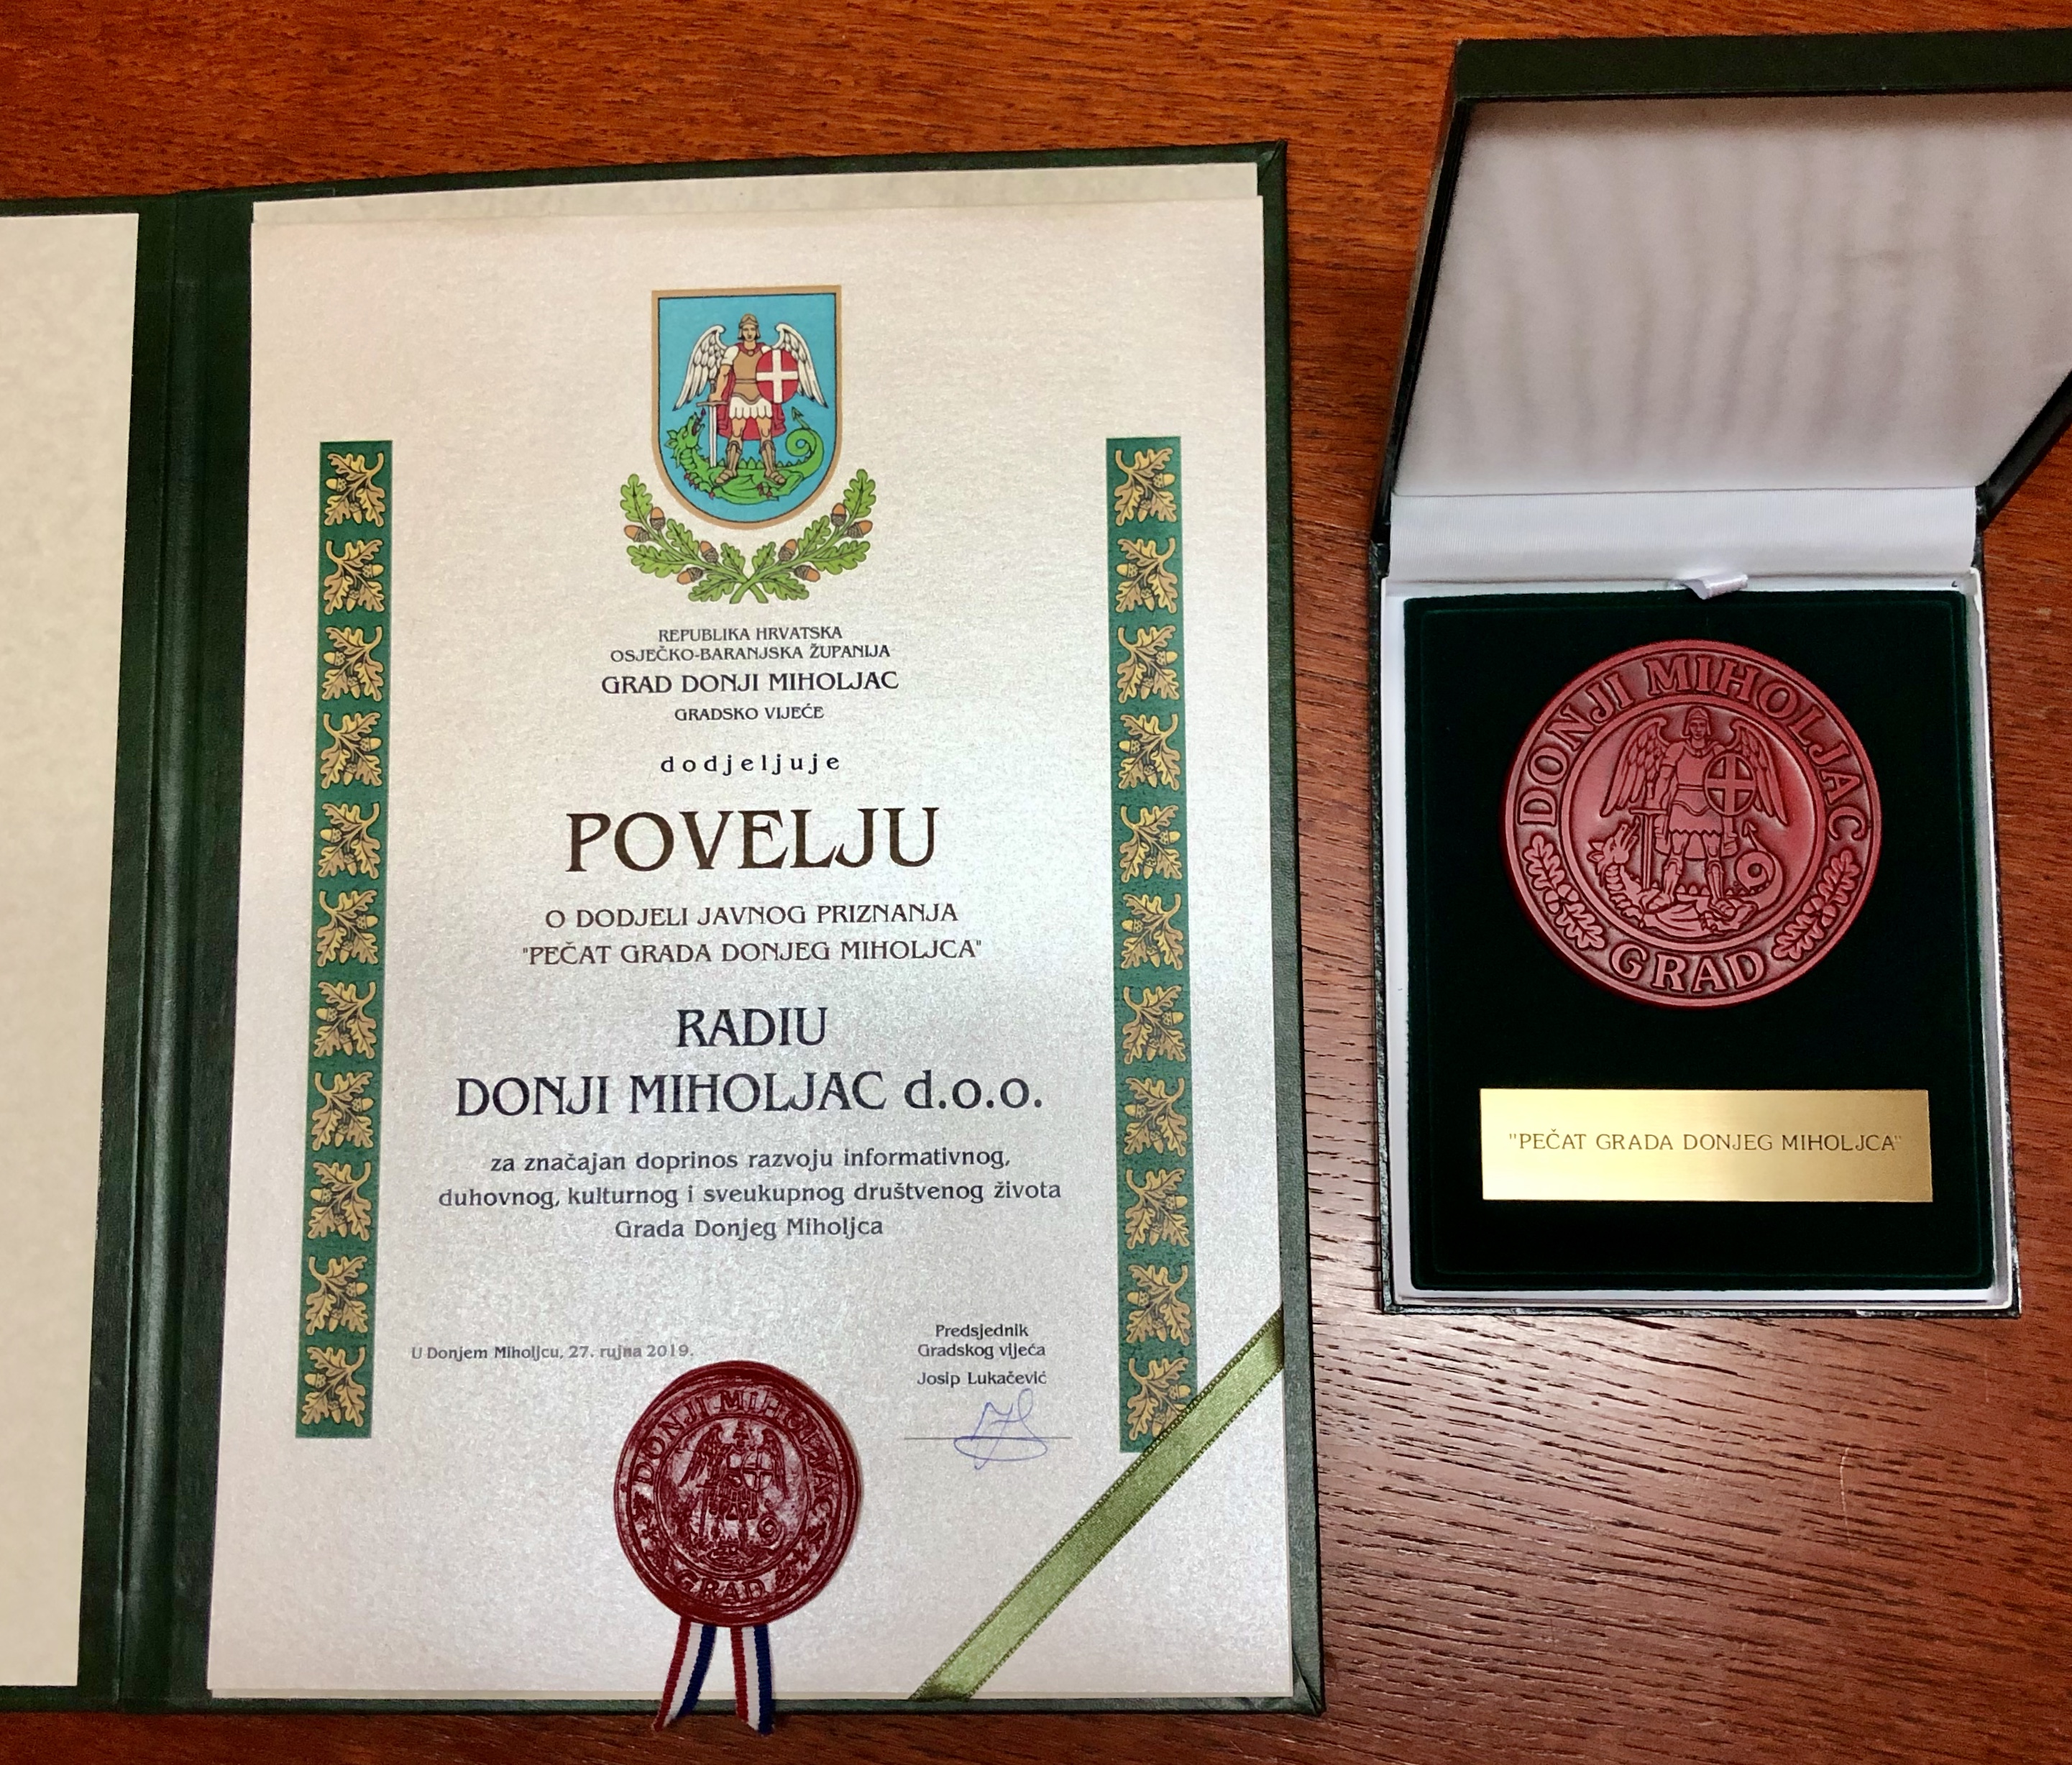 REPUBLIKA HRVATSKA
OSJEČKO-BARANJSKA ŽUPANIJA
GRAD DONJI MIHOLJAC
GRADSKO VIJEĆE
dodjeljuje
POVELJU
O DODJELI JAVNOG PRIZNANJA
"PEČAT GRADA DONJEG MIHOLJCA"
RADIU
DONJI MIHOLJAC d.o.o.
za značajan doprinos razvoju informativnog,
duhovnog, kulturnog i sveukupnog društvenog života
Grada Donjeg Miholjca
U Donjem Miholjcu, 27. rujna 2019.
Predsjednik
Gradskog vijeća
Josip Lukačević
DONJI MIHOLJAC
GRAD
DONJI MIHOLJAC
GRAD
"PEČAT GRADA DONJEG MIHOLJCA"